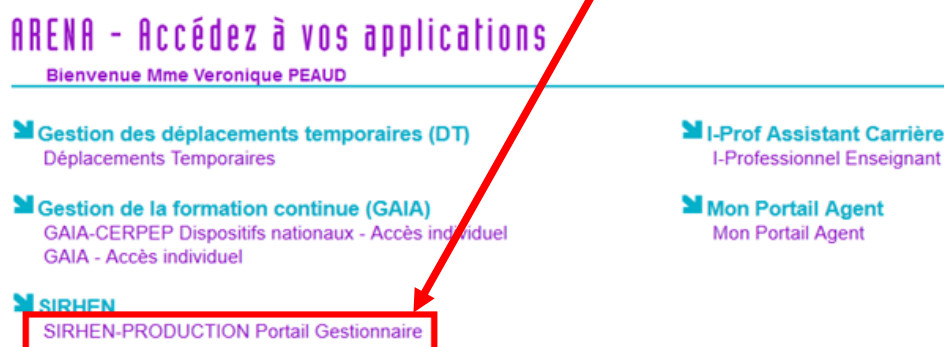 ARENA - Accédez à vos applications
Bienvenue Mme Veronique PEAUD
Gestion des déplacements temporaires (DT)
Déplacements Temporaires
Gestion de la formation continue (GAIA)
GAIA-CERPEP Dispositifs nationaux - Accès individuel
GAIA - Accès individuel
SIRHEN
SIRHEN-PRODUCTION Portail Gestionnaire
I-Prof Assistant Carrière
I-Professionnel Enseignant
Mon Portail Agent
Mon Portail Agent